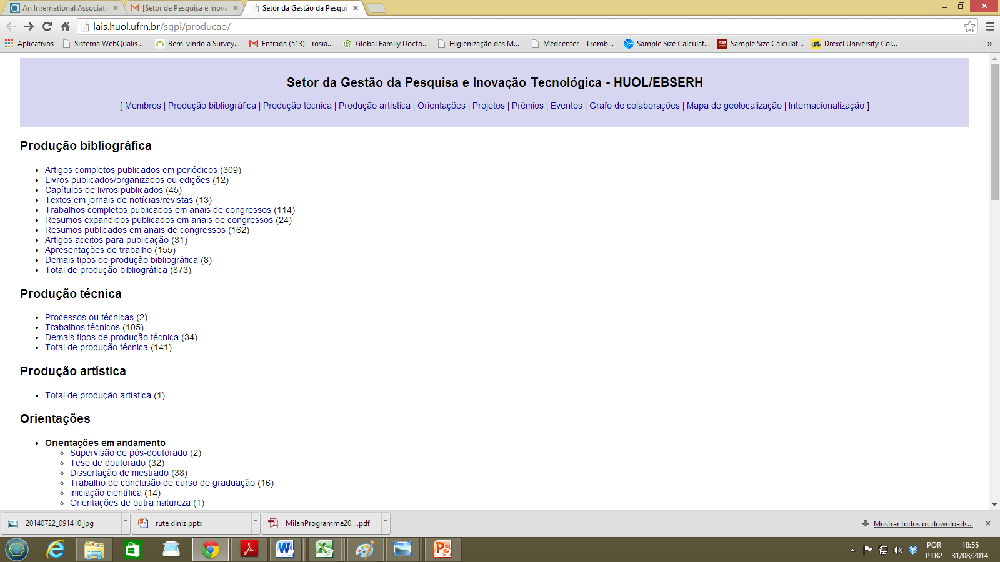 An International Associati
[Setor de Pesquisa e Inova
Setor da Gestão da Pesqui
lais.huol.ufrn.br/sgpi/producao/
Aplicativos
Sistema WebQualis ...
Bem-vindo à Survey...
Entrada (513) - rosia...
Global Family Docto...
Higienização das M...
Medcenter - Tromb...
Sample Size Calculat...
DSS
Sample Size Calculat...
Drexel University Col...
»
Setor da Gestão da Pesquisa e Inovação Tecnológica - HUOL/EBSERH
[ Membros | Produção bibliográfica | Produção técnica | Produção artística | Orientações | Projetos | Prêmios | Eventos | Grafo de colaborações | Mapa de geolocalização | Internacionalização ]
Produção bibliográfica
• Artigos completos publicados em periódicos (309)
• Livros publicados/organizados ou edições (12)
• Capítulos de livros publicados (45)
• Textos em jornais de notícias/revistas (13)
• Trabalhos completos publicados em anais de congressos (114)
• Resumos expandidos publicados em anais de congressos (24)
• Resumos publicados em anais de congressos (162)
• Artigos aceitos para publicação (31)
• Apresentações de trabalho (155)
• Demais tipos de produção bibliográfica (8)
• Total de produção bibliográfica (873)
Produção técnica
• Processos ou técnicas (2)
• Trabalhos técnicos (105)
• Demais tipos de produção técnica (34)
• Total de produção técnica (141)
Produção artística
• Total de produção artística (1)
Orientações
• Orientações em andamento
◦ Supervisão de pós-doutorado (2)
◦ Tese de doutorado (32)
◦ Dissertação de mestrado (38)
◦ Trabalho de conclusão de curso de graduação (16)
◦ Iniciação científica (14)
◦ Orientações de outra natureza (1)
20140722_091410.jpg
rute diniz.pptx
MilanProgramme20....pdf
Mostrar todos os downloads...
POR
PTB2
18:55
31/08/2014